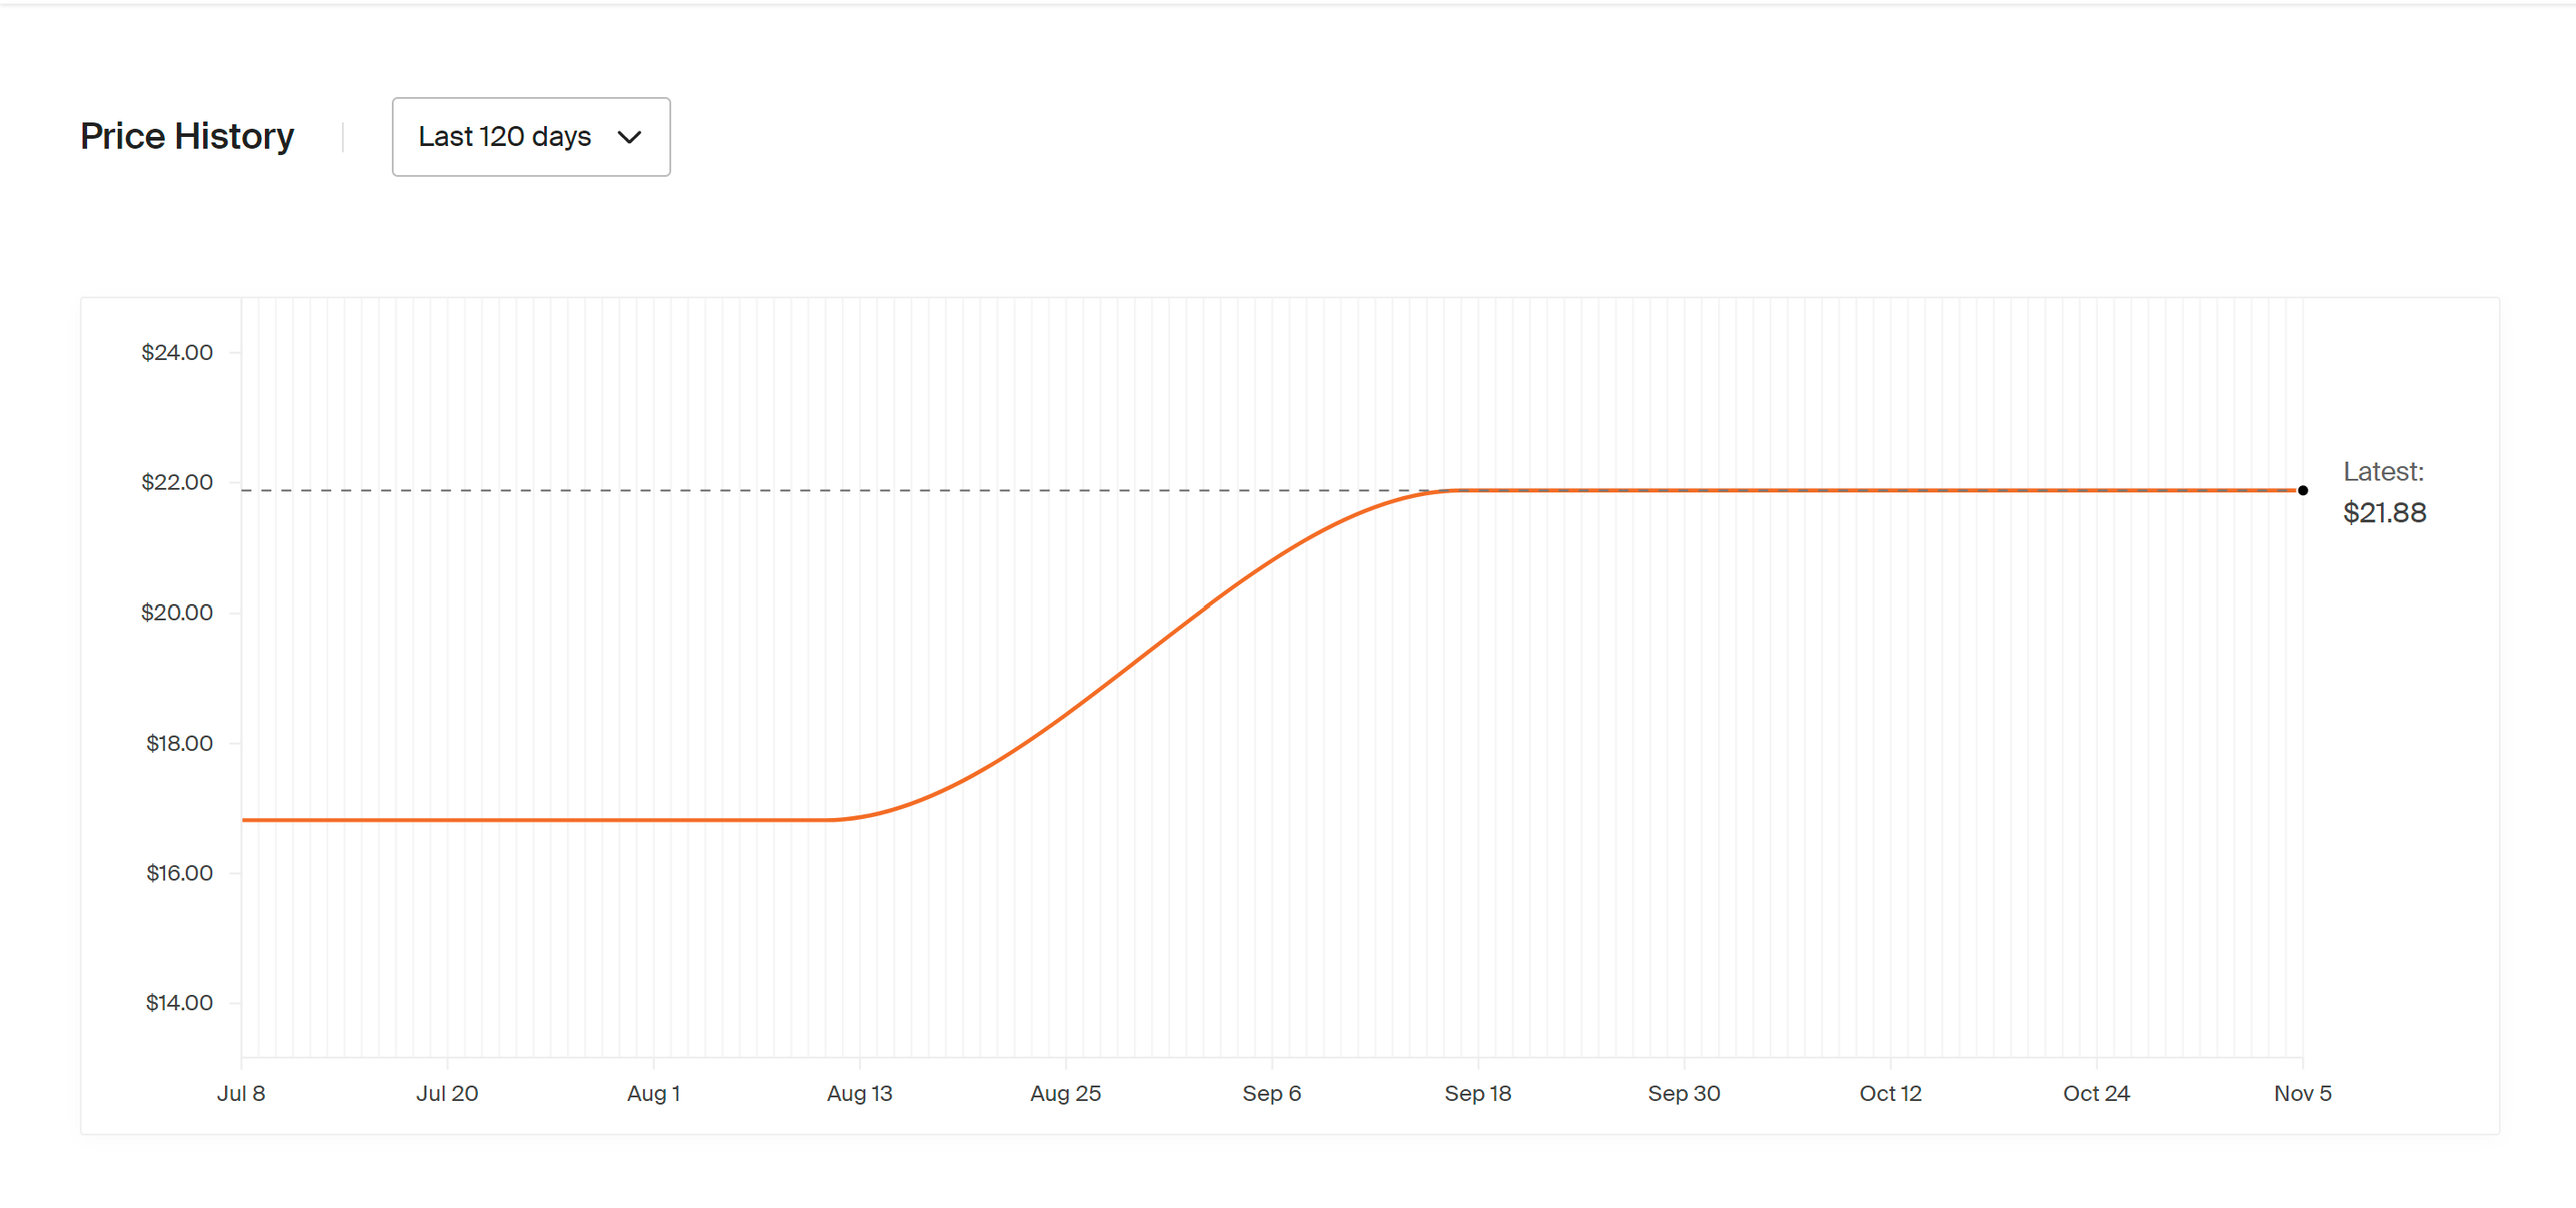 Price History
Last 120 days
$24.00
$22.00
$20.00
$18.00
$16.00
$14.00
Latest:
$21.88
Jul 8
Jul 20
Aug 1
Aug 13
Aug 25
Sep 6
Sep 18
Sep 30
Oct 12
Oct 24
Nov 5